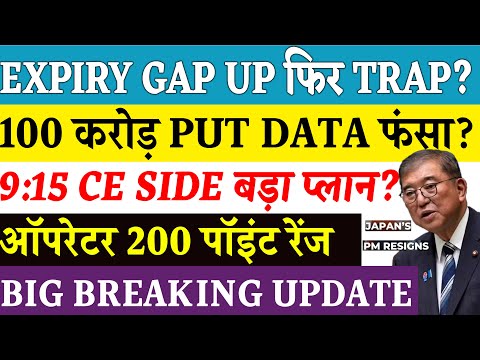 EXPIRY GAP UP फिर TRAP?
100 करोड़ PUT DATA फंसा?
9:15 CE SIDE बड़ा प्लान?
ऑपरेटर 200 पॉइंट रेंज
JAPAN'S
PM RESIGNS
BIG BREAKING UPDATE